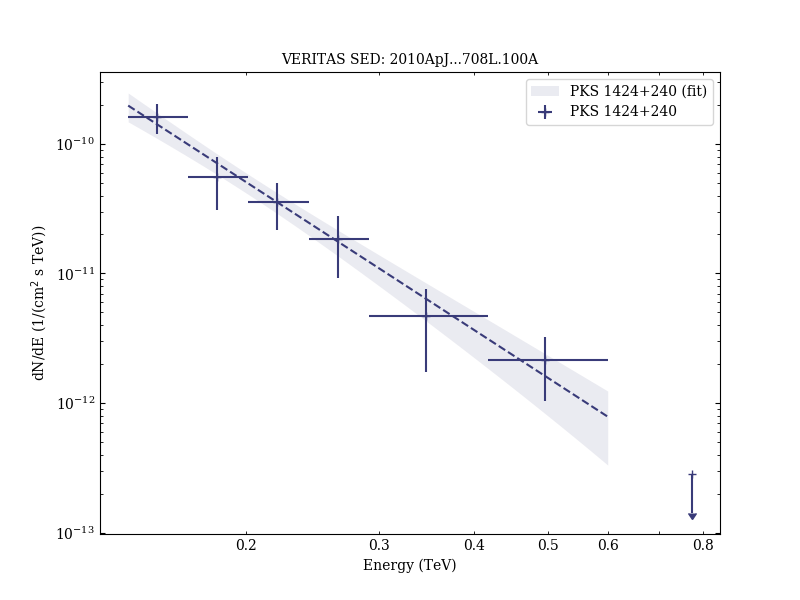 VERITAS SED: 2010ApJ...708L.100A
PKS 1424+240 (fit)
PKS 1424+240
dN/dE (1/(cm² s TeV))
10⁻¹⁰
10⁻¹¹
10⁻¹²
10⁻¹³
0.2 0.3 0.4 0.5 0.6 0.8
Energy (TeV)